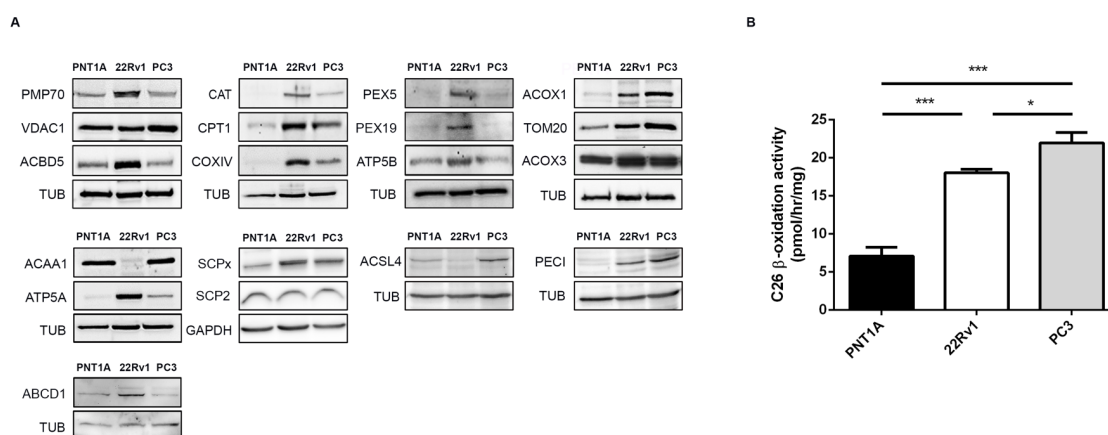 A
B
PNT1A 22Rv1 PC3
PMP70
VDAC1
ACBD5
TUB
PNT1A 22Rv1 PC3
CAT
CPT1
COXIV
TUB
PNT1A 22Rv1 PC3
PEX5
PEX19
ATP5B
TUB
PNT1A 22Rv1 PC3
ACOX1
TOM20
ACOX3
TUB
PNT1A 22Rv1 PC3
ACAA1
ATP5A
TUB
PNT1A 22Rv1 PC3
SCPx
SCP2
GAPDH
PNT1A 22Rv1 PC3
ACSL4
TUB
PNT1A 22Rv1 PC3
PECI
TUB
PNT1A 22Rv1 PC3
ABCD1
TUB
***
*** *
C26 β-oxidation activity
(pmol/hr/mg)
25
20
15
10
5
0
PNT1A
22Rv1
PC3